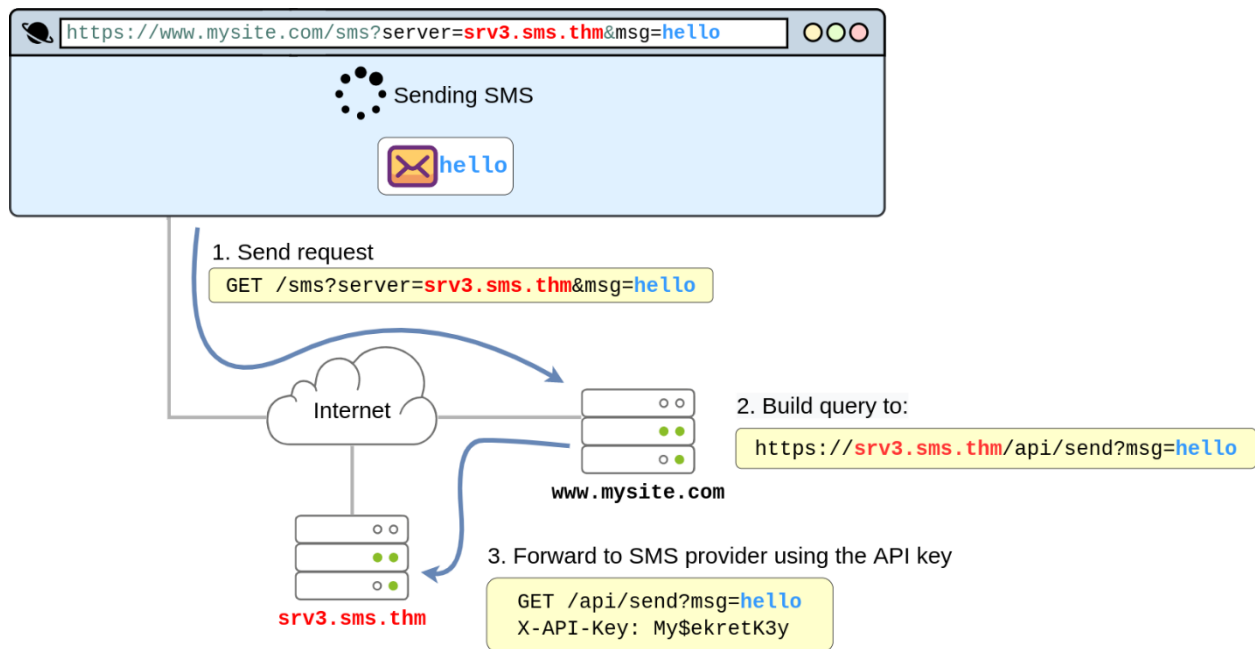 https://www.mysite.com/sms?server=srv3.sms.thm&msg=hello
Sending SMS
hello
1. Send request
GET /sms?server=srv3.sms.thm&msg=hello
Internet
www.mysite.com
2. Build query to:
https://srv3.sms.thm/api/send?msg=hello
srv3.sms.thm
3. Forward to SMS provider using the API key
GET /api/send?msg=hello
X-API-Key: My$ekretK3y